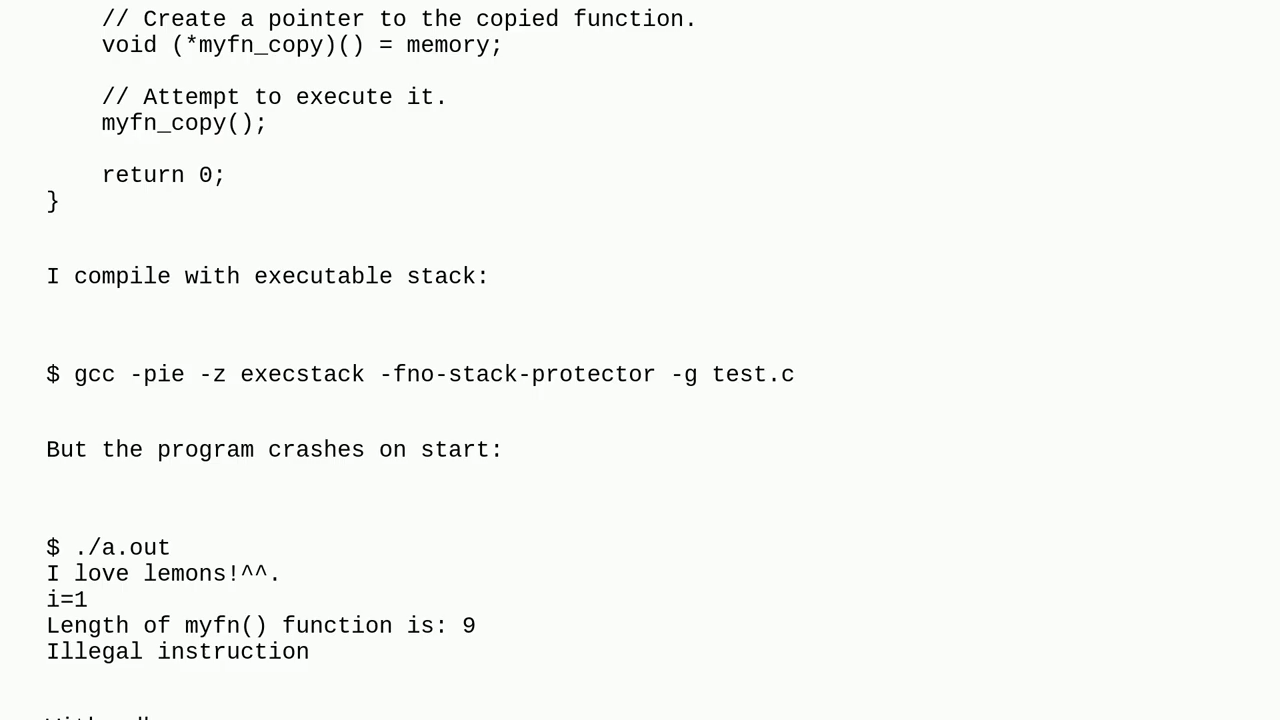 // Create a pointer to the copied function.
void (*myfn_copy)() = memory;
// Attempt to execute it.
myfn_copy();
return 0;
}
I compile with executable stack:
$ gcc -pie -z execstack -fno-stack-protector -g test.c
But the program crashes on start:
$ ./a.out
I love lemons!^^.
i=1
Length of myfn() function is: 9
Illegal instruction